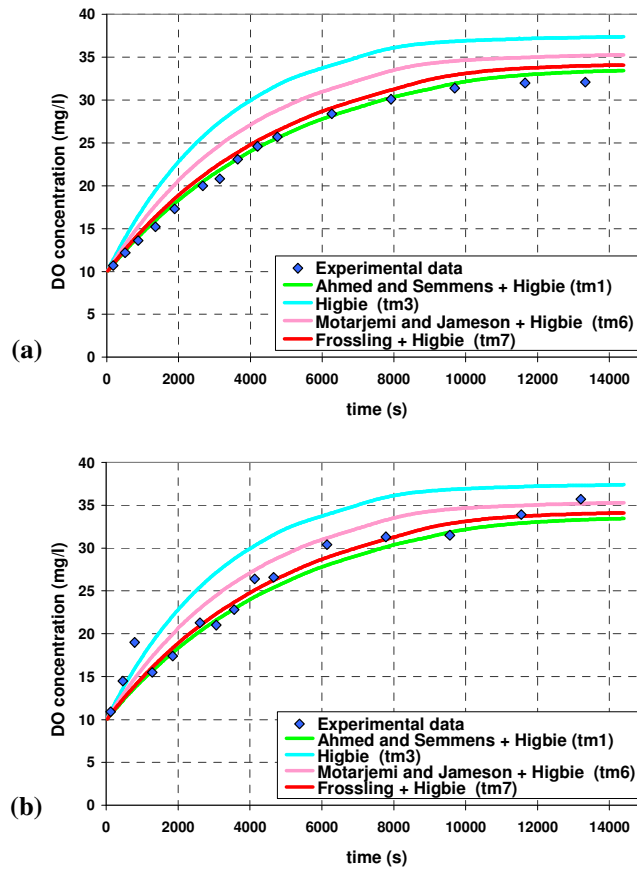 40
35
30
25
20
15
10
5
0
DO concentration (mg/l)
Experimental data
Ahmed and Semmens + Higbie (tm1)
Higbie (tm3)
Motarjemi and Jameson + Higbie (tm6)
Frossling + Higbie (tm7)
(a)
0 2000 4000 6000 8000 10000 12000 14000
time (s)
40
35
30
25
20
15
10
5
0
DO concentration (mg/l)
Experimental data
Ahmed and Semmens + Higbie (tm1)
Higbie (tm3)
Motarjemi and Jameson + Higbie (tm6)
Frossling + Higbie (tm7)
(b)
0 2000 4000 6000 8000 10000 12000 14000
time (s)